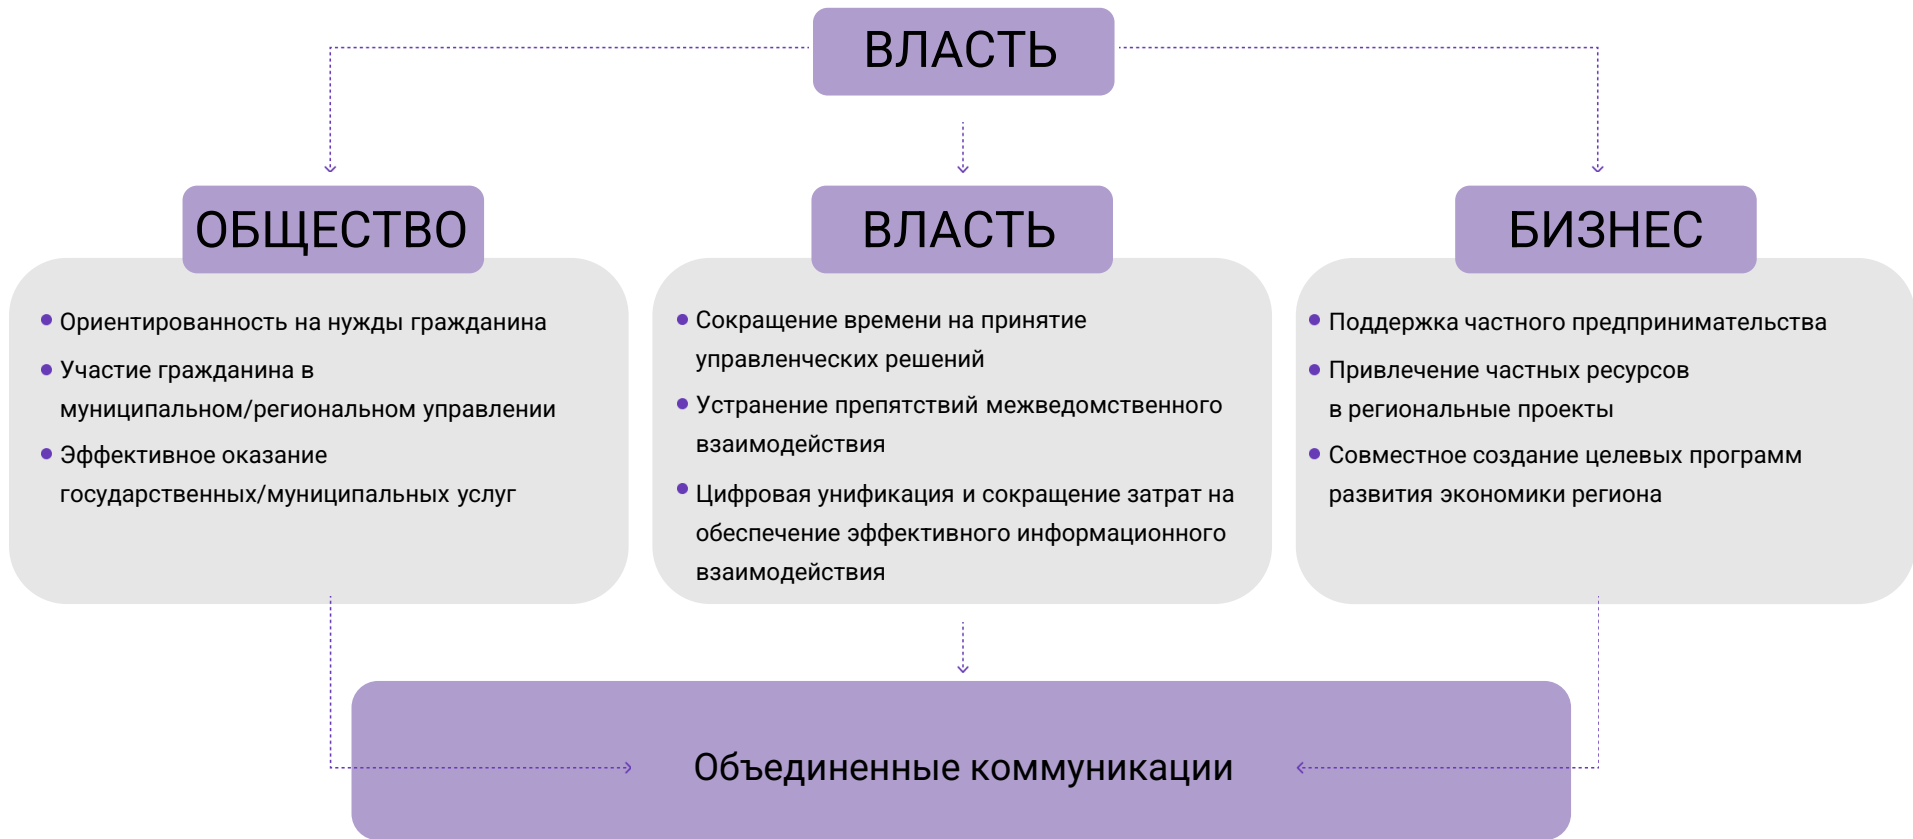 ВЛАСТЬ
ОБЩЕСТВО
Ориентированность на нужды гражданина
Участие гражданина в
муниципальном/региональном управлении
Эффективное оказание
государственных/муниципальных услуг
ВЛАСТЬ
Сокращение времени на принятие
управленческих решений
Устранение препятствий межведомственного
взаимодействия
Цифровая унификация и сокращение затрат на
обеспечение эффективного информационного
взаимодействия
БИЗНЕС
Поддержка частного предпринимательства
Привлечение частных ресурсов
в региональные проекты
Совместное создание целевых программ
развития экономики региона
Объединенные коммуникации